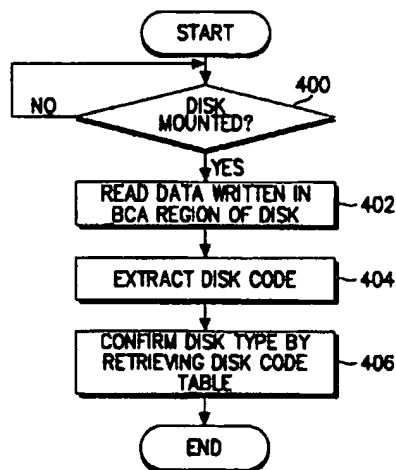 START
400
DISK
MOUNTED?
NO
YES
READ DATA WRITTEN IN
BCA REGION OF DISK
402
EXTRACT DISK CODE
404
CONFIRM DISK TYPE BY
RETRIEVING DISK CODE
TABLE
406
END